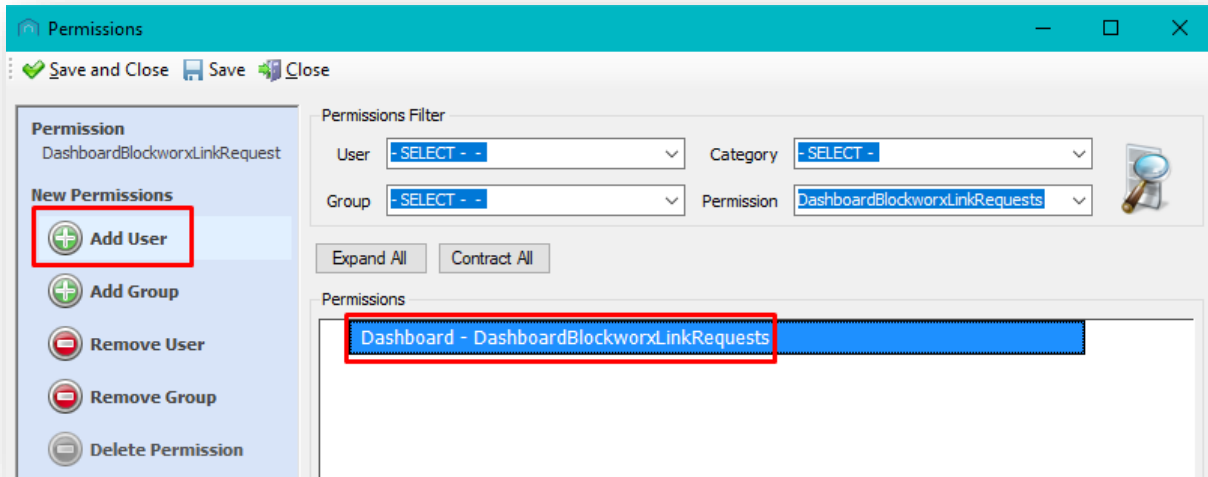 Permissions
Save and Close Save Close
Permission
DashboardBlockworxLinkRequest
New Permissions
Add User
Add Group
Remove User
Remove Group
Delete Permission
Permissions Filter
User - SELECT - - Category - SELECT -
Group - SELECT - - Permission DashboardBlockworxLinkRequests
Expand All Contract All
Permissions
Dashboard - DashboardBlockworxLinkRequests